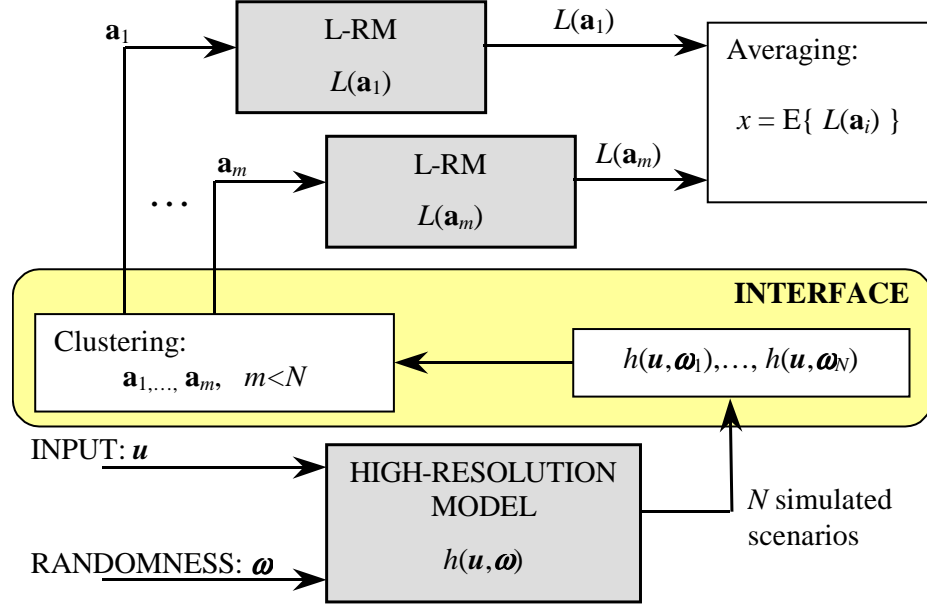 a₁
L-RM
L(a₁)
L(a₁)
Averaging:
x = E{ L(aᵢ) }
aₘ
L-RM
L(aₘ)
L(aₘ)
…
INTERFACE
Clustering:
a₁,…, aₘ, m<N
h(u,ω₁),…, h(u,ω_N)
INPUT: u
HIGH-RESOLUTION
MODEL
h(u,ω)
N simulated
scenarios
RANDOMNESS: ω